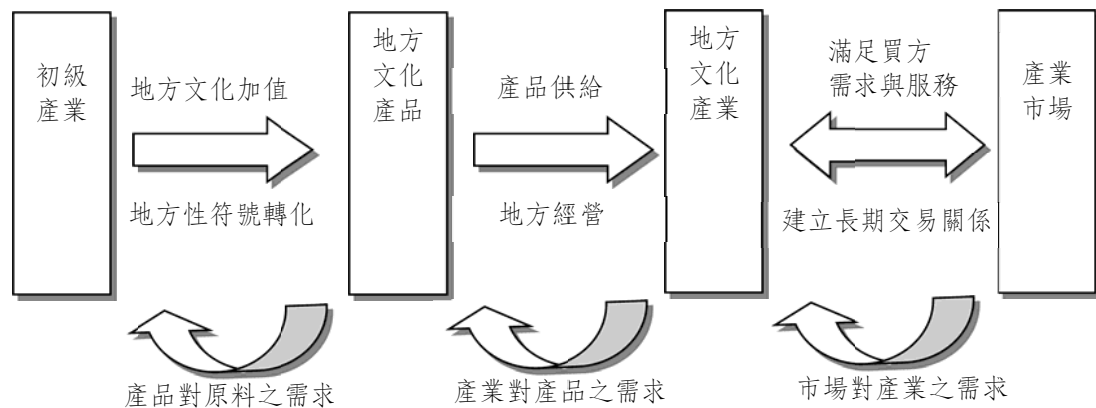 初級
產業
地方文化加值
地方性符號轉化
產品對原料之需求
地方
文化
產品
產品供給
地方經營
產業對產品之需求
地方
文化
產業
滿足買方
需求與服務
建立長期交易關係
市場對產業之需求
產業
市場